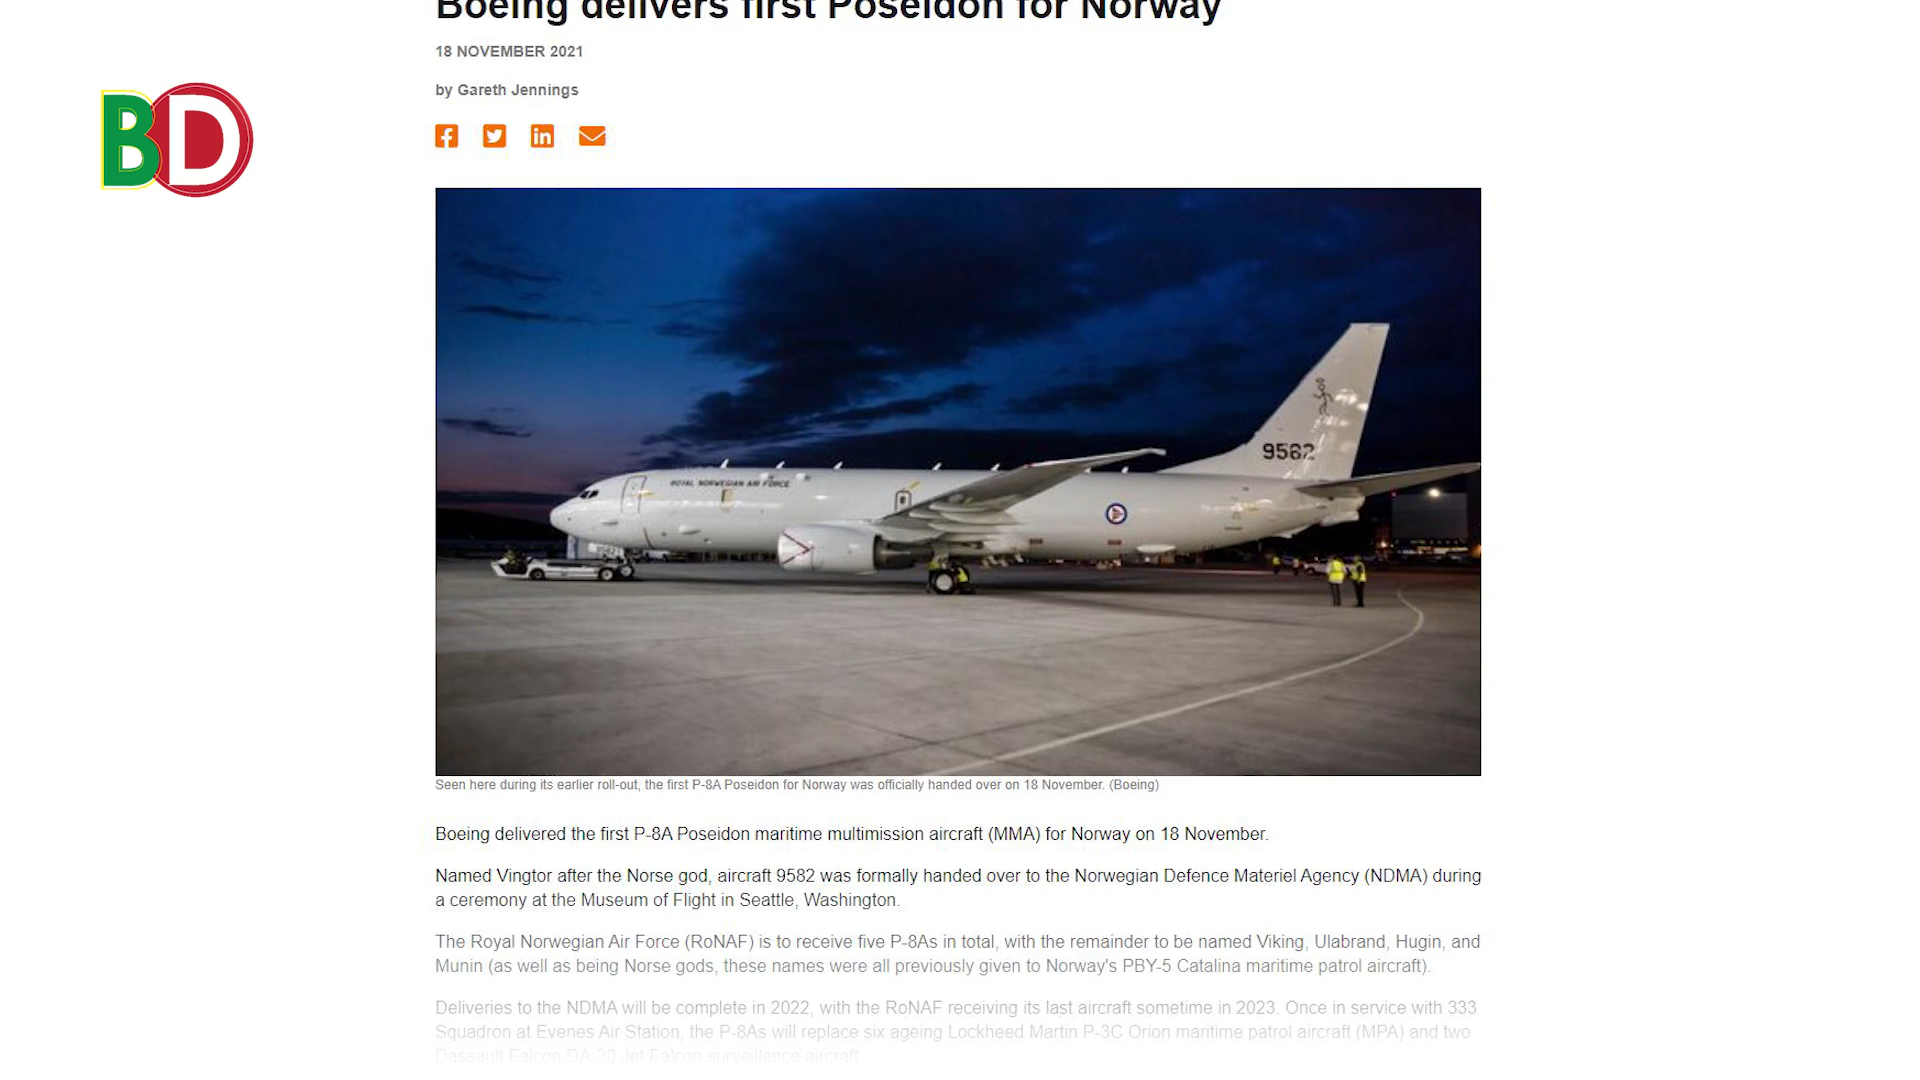 Boeing delivers first Poseidon for Norway
18 NOVEMBER 2021
by Gareth Jennings
BD
ROYAL NORWEGIAN AIR FORCE
9582
Seen here during its earlier roll-out, the first P-8A Poseidon for Norway was officially handed over on 18 November. (Boeing)
Boeing delivered the first P-8A Poseidon maritime multimission aircraft (MMA) for Norway on 18 November.
Named Vingtor after the Norse god, aircraft 9582 was formally handed over to the Norwegian Defence Materiel Agency (NDMA) during
a ceremony at the Museum of Flight in Seattle, Washington.
The Royal Norwegian Air Force (RoNAF) is to receive five P-8As in total, with the remainder to be named Viking, Ulabrand, Hugin, and
Munin (as well as being Norse gods, these names were all previously given to Norway's PBY-5 Catalina maritime patrol aircraft).
Deliveries to the NDMA will be complete in 2022, with the RoNAF receiving its last aircraft sometime in 2023. Once in service with 333
Squadron at Evenes Air Station, the P-8As will replace six ageing Lockheed Martin P-3C Orion maritime patrol aircraft (MPA) and two
Dassault Falcon DA-20 Jet Falcon surveillance aircraft